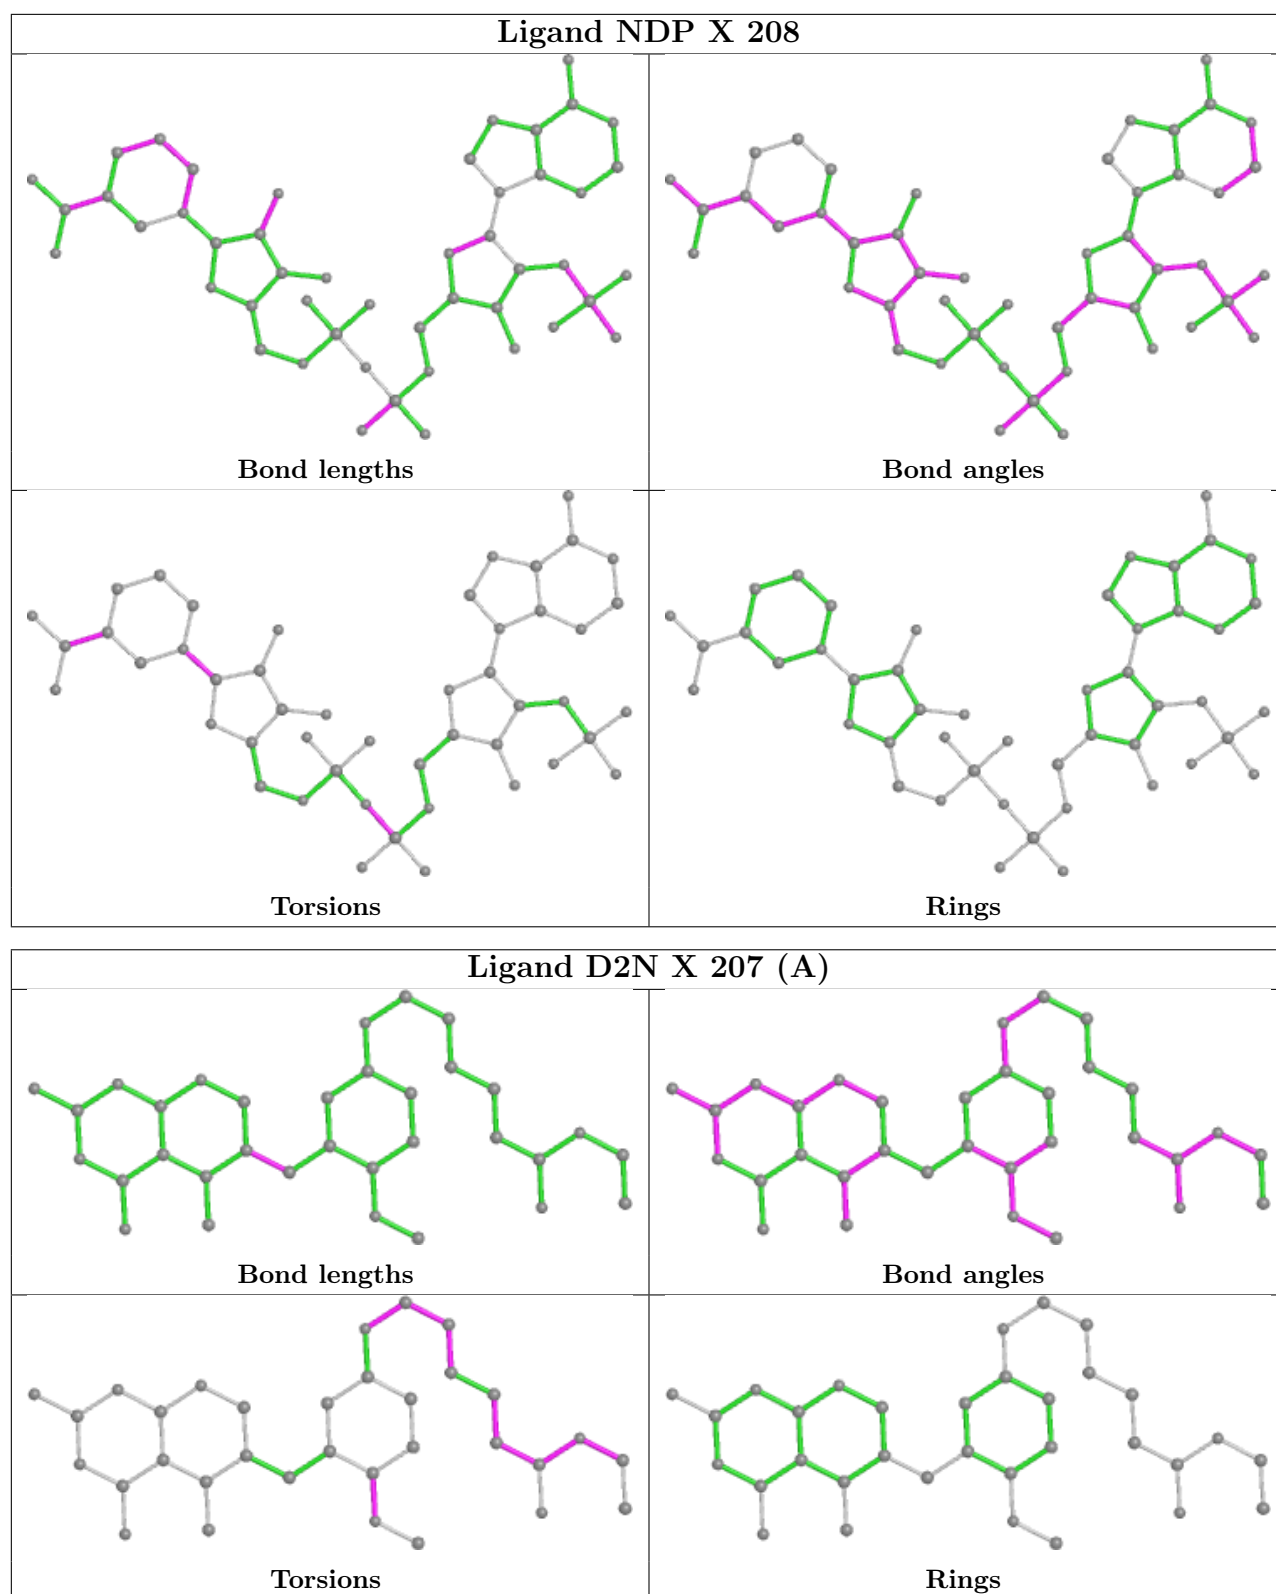 Ligand NDP X 208
Bond lengths
Bond angles
Torsions
Rings
Ligand D2N X 207 (A)
Bond lengths
Bond angles
Torsions
Rings